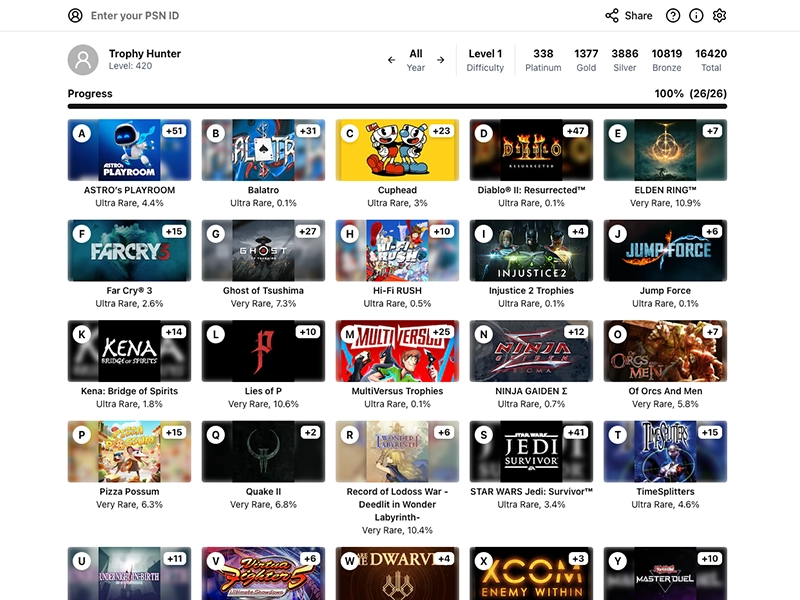 Enter your PSN ID
Share
Trophy Hunter
Level: 420
All
Year
Level 1
Difficulty
338
Platinum
1377
Gold
3886
Silver
10819
Bronze
16420
Total
Progress
100% (26/26)
A +51
ASTRO's PLAYROOM
ASTRO's PLAYROOM
Ultra Rare, 4.4%
B +31
BALATR
Balatro
Ultra Rare, 0.1%
C +23
Cuphead
Ultra Rare, 3%
D +47
DIABLO II
RESURRECTED
Diablo® II: Resurrected™
Ultra Rare, 0.1%
E +7
ELDEN RING™
Very Rare, 10.9%
F +15
FARCRY3
Far Cry® 3
Ultra Rare, 2.6%
G +27
GHOST
OF TSUSHIMA
Ghost of Tsushima
Very Rare, 7.3%
H +10
HI-FI RUSH
Hi-Fi RUSH
Ultra Rare, 0.5%
I +4
INJUSTICE 2
Injustice 2 Trophies
Ultra Rare, 0.1%
J +6
JUMP FORCE
Jump Force
Ultra Rare, 0.1%
K +14
KENA
BRIDGE OF SPIRITS
Kena: Bridge of Spirits
Ultra Rare, 1.8%
L +10
Lies of P
Very Rare, 10.6%
M +25
MULTIVERSUS
MultiVersus Trophies
Ultra Rare, 0.1%
N +12
NINJA GAIDEN
SIGMA
NINJA GAIDEN Σ
Ultra Rare, 0.7%
O +7
ORCS AND MEN
Of Orcs And Men
Very Rare, 5.8%
P +15
PIZZA POSSUM
Pizza Possum
Very Rare, 6.3%
Q +2
Quake II
Very Rare, 6.8%
R +6
WONDER LABYRINTH
Record of Lodoss War -
Deedlit in Wonder
Labyrinth-
Very Rare, 10.4%
S +41
STAR WARS
JEDI
SURVIVOR
STAR WARS Jedi: Survivor™
Ultra Rare, 3.4%
T +15
TIMESPLITTERS
TimeSplitters
Ultra Rare, 4.6%
U +11
UNDER NIGHT IN-BIRTH
V +6
Virtua Fighter 5
Ultimate Showdown
W +4
THE DWARVES
X +3
XCOM
ENEMY WITHIN
Y +10
MASTER DUEL